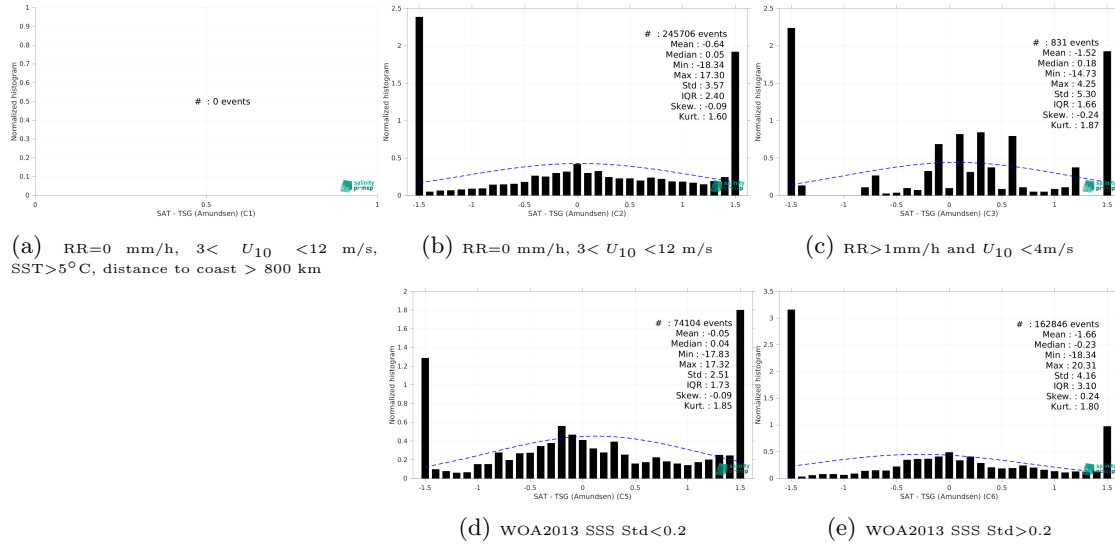 1
0.9
0.8
0.7
0.6
0.5
0.4
0.3
0.2
0.1
0
Normalized histogram
# : 0 events
salinity
pi-mep
0 0.5 1
SAT - TSG (Amundsen) (C1)
(a) RR=0 mm/h, 3< U10 <12 m/s,
SST>5°C, distance to coast > 800 km
2.5
2
1.5
1
0.5
0
Normalized histogram
# : 245706 events
Mean : -0.64
Median : 0.05
Min : -18.34
Max : 17.30
Std : 3.57
IQR : 2.40
Skew. : -0.09
Kurt. : 1.60
salinity
pi-mep
-1.5 -1 -0.5 0 0.5 1 1.5
SAT - TSG (Amundsen) (C2)
(b) RR=0 mm/h, 3< U10 <12 m/s
2.5
2
1.5
1
0.5
0
Normalized histogram
# : 831 events
Mean : -1.52
Median : 0.18
Min : -14.73
Max : 4.25
Std : 5.30
IQR : 1.66
Skew. : -0.24
Kurt. : 1.87
salinity
pi-mep
-1.5 -1 -0.5 0 0.5 1 1.5
SAT - TSG (Amundsen) (C3)
(c) RR>1mm/h and U10 <4m/s
2
1.8
1.6
1.4
1.2
1
0.8
0.6
0.4
0.2
0
Normalized histogram
# : 74104 events
Mean : -0.05
Median : 0.04
Min : -17.83
Max : 17.32
Std : 2.51
IQR : 1.73
Skew. : -0.09
Kurt. : 1.85
salinity
pi-mep
-1.5 -1 -0.5 0 0.5 1 1.5
SAT - TSG (Amundsen) (C5)
(d) WOA2013 SSS Std<0.2
3.5
3
2.5
2
1.5
1
0.5
0
Normalized histogram
# : 162846 events
Mean : -1.66
Median : -0.23
Min : -18.34
Max : 20.31
Std : 4.16
IQR : 3.10
Skew. : 0.24
Kurt. : 1.80
salinity
pi-mep
-1.5 -1 -0.5 0 0.5 1 1.5
SAT - TSG (Amundsen) (C6)
(e) WOA2013 SSS Std>0.2